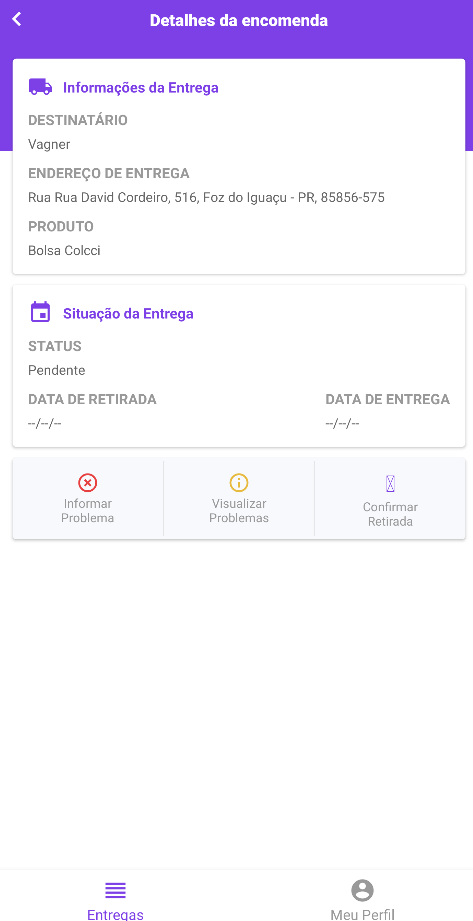 Detalhes da encomenda
Informações da Entrega
DESTINATÁRIO
Vagner
ENDEREÇO DE ENTREGA
Rua Rua David Cordeiro, 516, Foz do Iguaçu - PR, 85856-575
PRODUTO
Bolsa Colcci
Situação da Entrega
STATUS
Pendente
DATA DE RETIRADA
--/--/--
DATA DE ENTREGA
--/--/--
Informar
Problema
Visualizar
Problemas
Confirmar
Retirada
Entregas
Meu Perfil